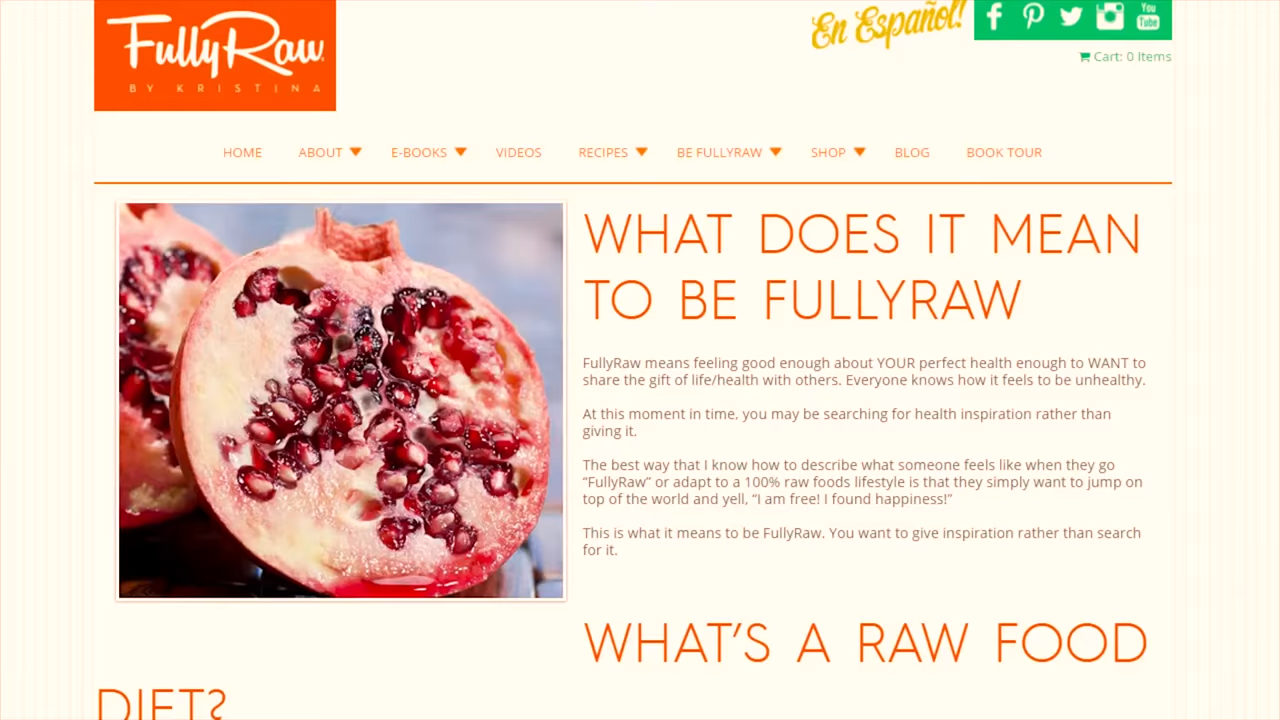 FullyRaw
BY KRISTINA
En Español!
You
Tube
Cart: 0 Items
HOME
ABOUT
E-BOOKS
VIDEOS
RECIPES
BE FULLYRAW
SHOP
BLOG
BOOK TOUR
WHAT DOES IT MEAN
TO BE FULLYRAW
FullyRaw means feeling good enough about YOUR perfect health enough to WANT to
share the gift of life/health with others. Everyone knows how it feels to be unhealthy.
At this moment in time, you may be searching for health inspiration rather than
giving it.
The best way that I know how to describe what someone feels like when they go
“FullyRaw” or adapt to a 100% raw foods lifestyle is that they simply want to jump on
top of the world and yell, “I am free! I found happiness!”
This is what it means to be FullyRaw. You want to give inspiration rather than search
for it.
WHAT’S A RAW FOOD
DIET?